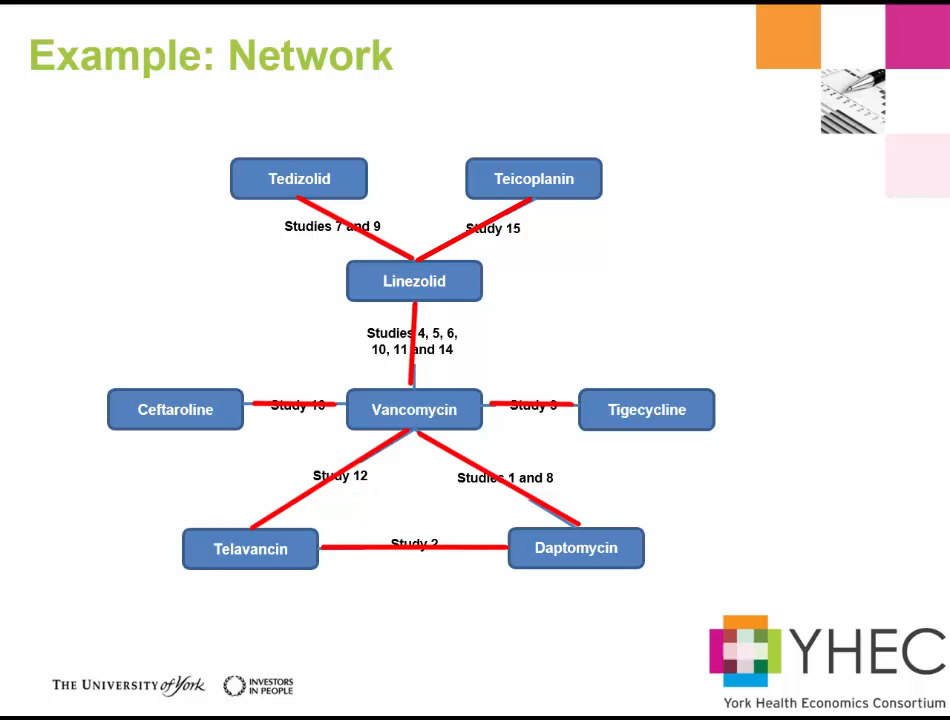 Example: Network
Tedizolid
Teicoplanin
Studies 7 and 9
Study 15
Linezolid
Studies 4, 5, 6,
10, 11 and 14
Ceftaroline
Study
Vancomycin
Study
Tigecycline
Study 12
Studies 1 and 8
Telavancin
Study 2
Daptomycin
THE UNIVERSITY of York
INVESTORS
IN PEOPLE
YHEC
York Health Economics Consortium